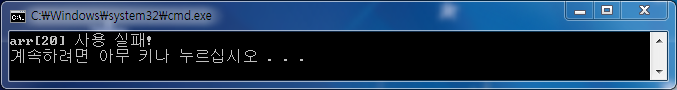 C:₩Windows₩system32₩cmd.exe
arr[20] 사용 실패!
계속하려면 아무 키나 누르십시오 . . .